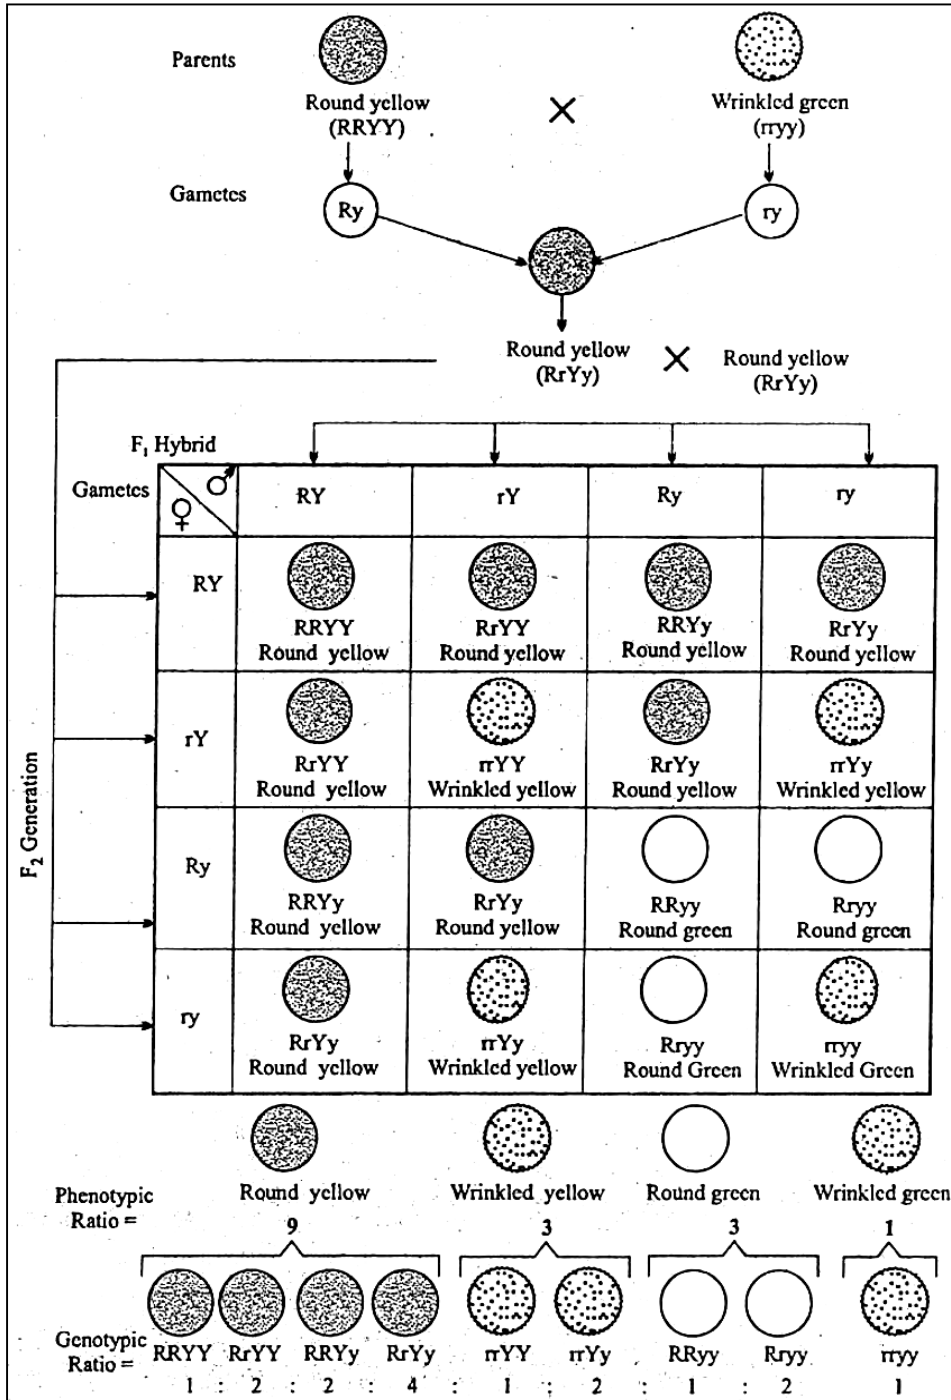 Parents
Round yellow
(RRYY)
Wrinkled green
(rryy)
Gametes
Ry
ry
Round yellow
(RrYy)
Round yellow
(RrYy)
F₁ Hybrid
Gametes ♂ ♀ RY rY Ry ry
RY
RRYY RrYY RRYy RrYy
Round yellow Round yellow Round yellow Round yellow
rY
RrYY rrYY RrYy rrYy
Round yellow Wrinkled yellow Round yellow Wrinkled yellow
Ry
RRYy RrYy RRyy Rryy
Round yellow Round yellow Round green Round green
ry
RrYy rrYy Rryy rryy
Round yellow Wrinkled yellow Round Green Wrinkled Green
F₂ Generation
Phenotypic
Ratio =
Round yellow Wrinkled yellow Round green Wrinkled green
9 3 3 1
Genotypic
Ratio =
RRYY RrYY RRYy RrYy rrYY rrYy RRyy Rryy rryy
1 : 2 : 2 : 4 : 1 : 2 : 1 : 2 1